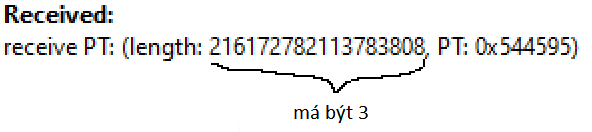 Received:
receive PT: (length: 216172782113783808, PT: 0x544595)
má být 3